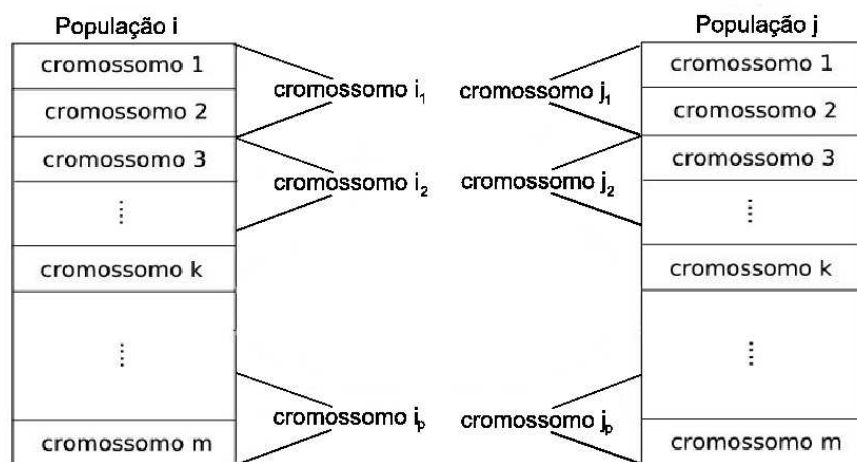 População i
cromossomo 1
cromossomo 2
cromossomo 3
⋮
cromossomo k
⋮
cromossomo m
cromossomo i₁
cromossomo i₂
cromossomo iₚ
cromossomo j₁
cromossomo j₂
cromossomo jₚ
População j
cromossomo 1
cromossomo 2
cromossomo 3
⋮
cromossomo k
⋮
cromossomo m